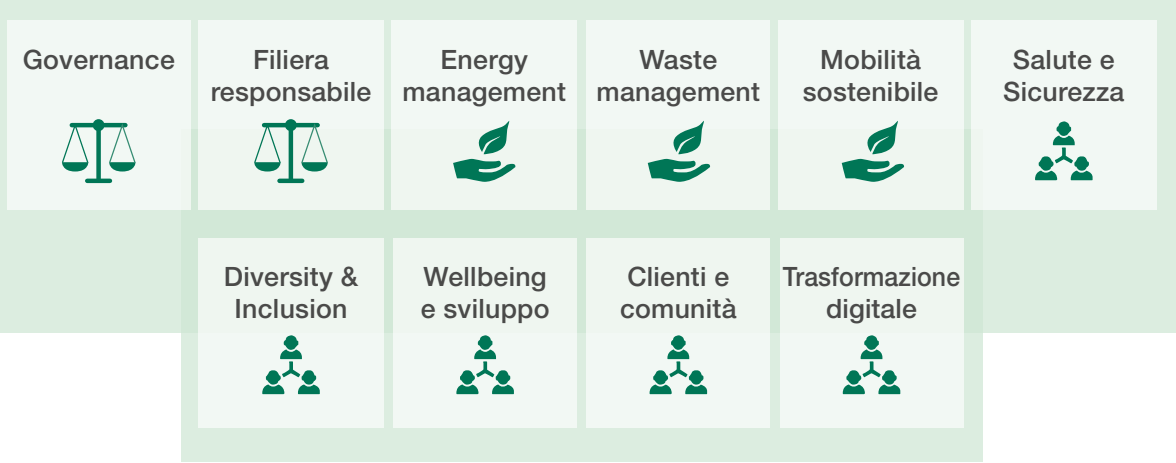 Governance
Filiera
responsabile
Energy
management
Waste
management
Mobilità
sostenibile
Salute e
Sicurezza
Diversity &
Inclusion
Wellbeing
e sviluppo
Clienti e
comunità
Trasformazione
digitale